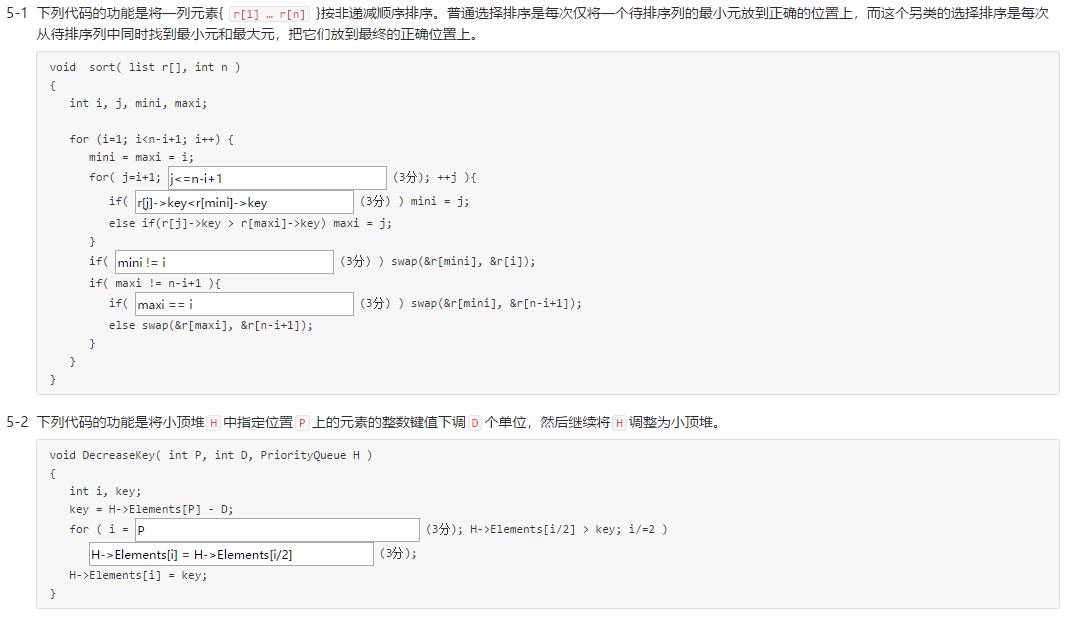 5-1 下列代码的功能是将一列元素{ r[1] … r[n] }按非递减顺序排序。普通选择排序是每次仅将一个待排序列的最小元放到正确的位置上，而这个另类的选择排序是每次
从待排序列中同时找到最小元和最大元，把它们放到最终的正确位置上。
void  sort( list r[], int n )
{
   int i, j, mini, maxi;
   for (i=1; i<n-i+1; i++) {
      mini = maxi = i;
      for( j=i+1; j<=n-i+1 (3分); ++j ){
         if( r[j]->key<r[mini]->key (3分) ) mini = j;
         else if(r[j]->key > r[maxi]->key) maxi = j;
      }
      if( mini != i (3分) ) swap(&r[mini], &r[i]);
      if( maxi != n-i+1 ){
         if( maxi == i (3分) ) swap(&r[mini], &r[n-i+1]);
         else swap(&r[maxi], &r[n-i+1]);
      }
   }
}
5-2 下列代码的功能是将小顶堆 H 中指定位置 P 上的元素的整数键值下调 D 个单位，然后继续将 H 调整为小顶堆。
void DecreaseKey( int P, int D, PriorityQueue H )
{
   int i, key;
   key = H->Elements[P] - D;
   for ( i = P (3分); H->Elements[i/2] > key; i/=2 )
      H->Elements[i] = H->Elements[i/2] (3分);
   H->Elements[i] = key;
}